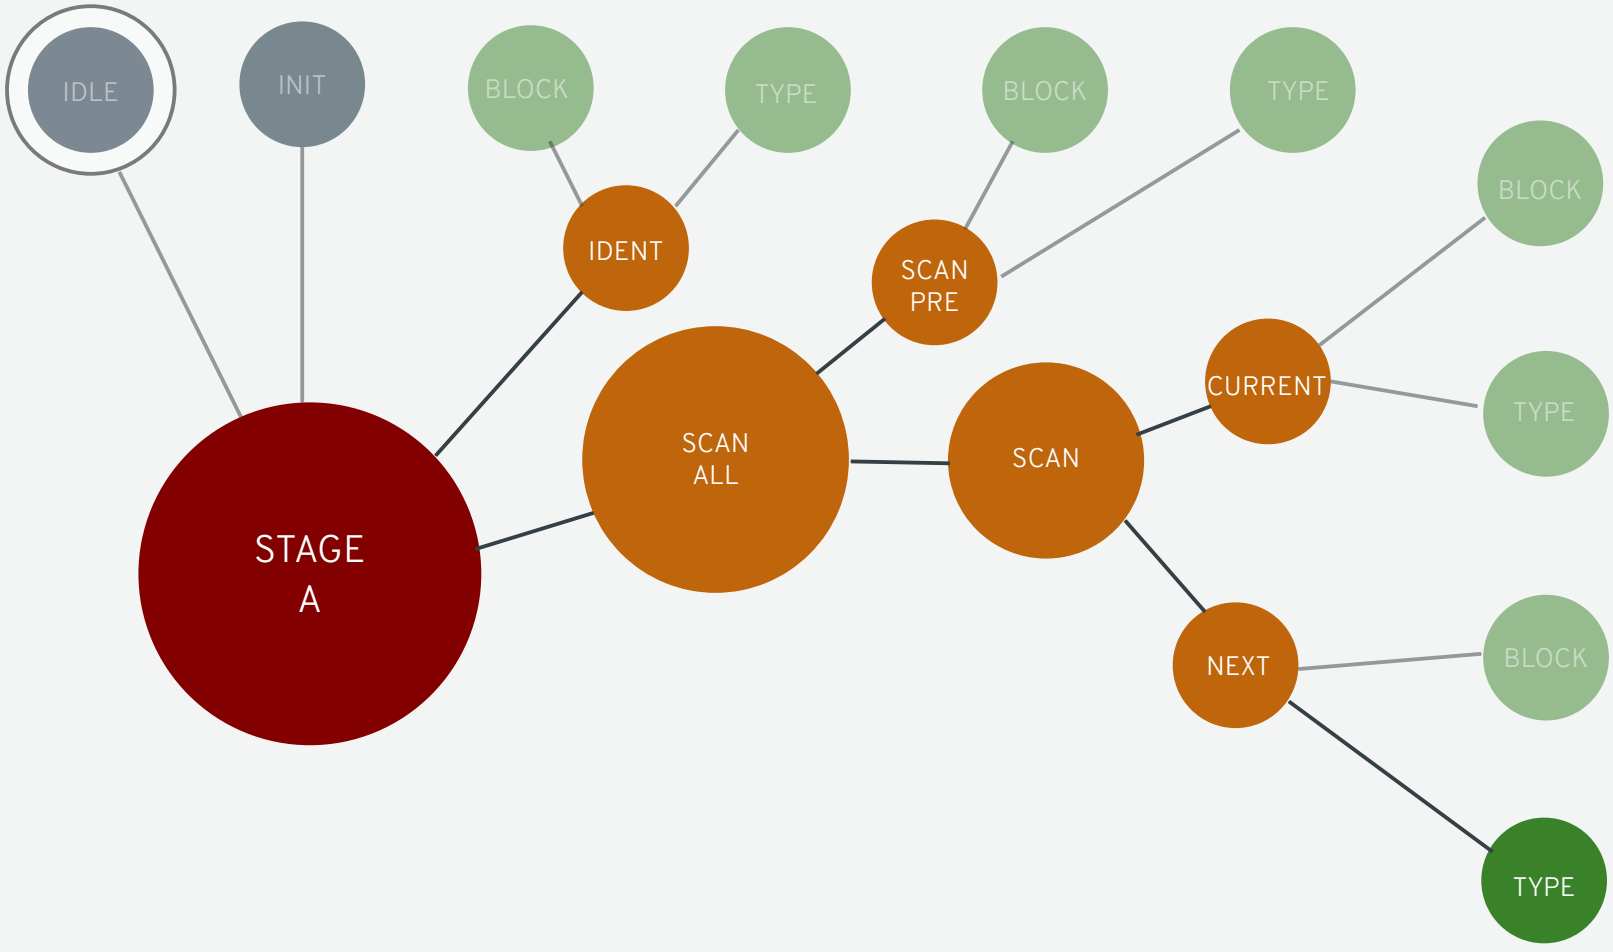 IDLE
INIT
BLOCK
TYPE
BLOCK
TYPE
BLOCK
IDENT
SCAN
PRE
CURRENT
TYPE
SCAN
ALL
SCAN
STAGE
A
NEXT
BLOCK
TYPE